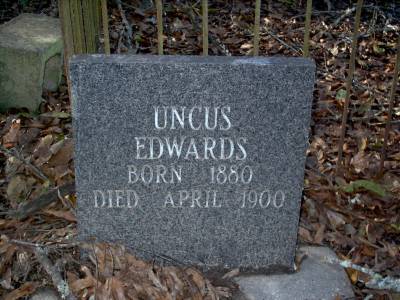 UNCUS
EDWARDS
BORN 1880
DIED APRIL 1900